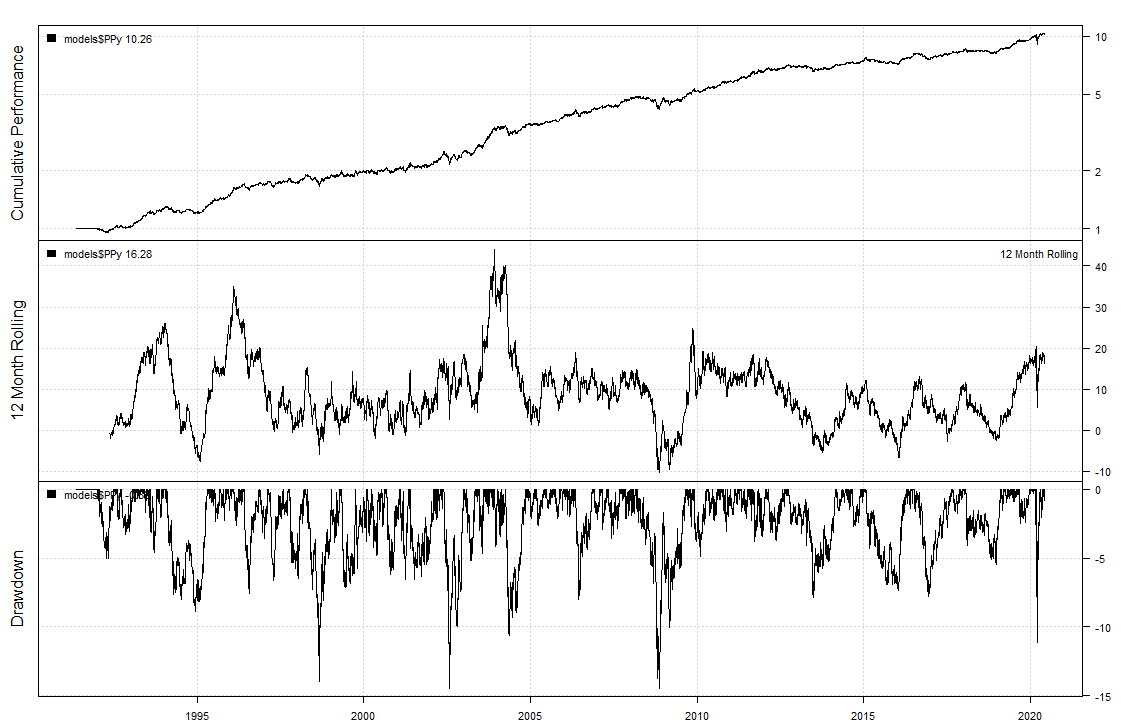 Cumulative Performance
models$PPy 10.26
10
5
2
1
12 Month Rolling
models$PPy 16.28
12 Month Rolling
40
30
20
10
0
-10
Drawdown
models$PPy
0
-5
-10
-15
1995 2000 2005 2010 2015 2020